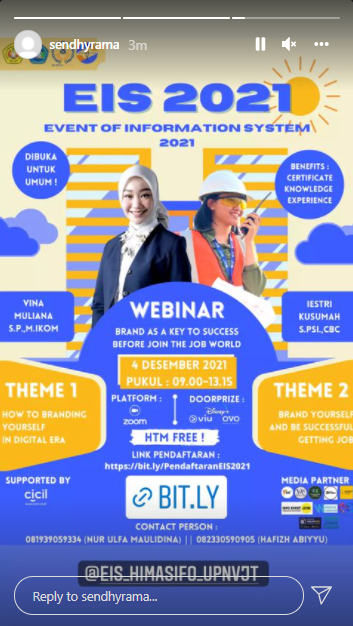 sendhyrama 3m
EIS 2021
EVENT OF INFORMATION SYSTEM
2021
DIBUKA
UNTUK
UMUM !
BENEFITS :
CERTIFICATE
KNOWLEDGE
EXPERIENCE
VINA
MULIANA
S.P.,M.IKOM
IESTRI
KUSUMAH
S.PSI.,CBC
WEBINAR
BRAND AS A KEY TO SUCCESS
BEFORE JOIN THE JOB WORLD
4 DESEMBER 2021
PUKUL : 09.00-13.15
THEME 1
HOW TO BRANDING
YOURSELF
IN DIGITAL ERA
THEME 2
BRAND YOURSELF
AND BE SUCCESSFUL
GETTING JOB
PLATFORM :
zoom
DOORPRIZE :
Disney+
viu OVO
HTM FREE !
LINK PENDAFTARAN :
https://bit.ly/PendaftaranEIS2021
SUPPORTED BY
cicil
BIT.LY
MEDIA PARTNER
CONTACT PERSON :
081939059334 (NUR ULFA MAULIDINA) || 082330590905 (HAFIZH ABIYYU)
@EIS_HIMASIFO_UPNVJT
Reply to sendhyrama...